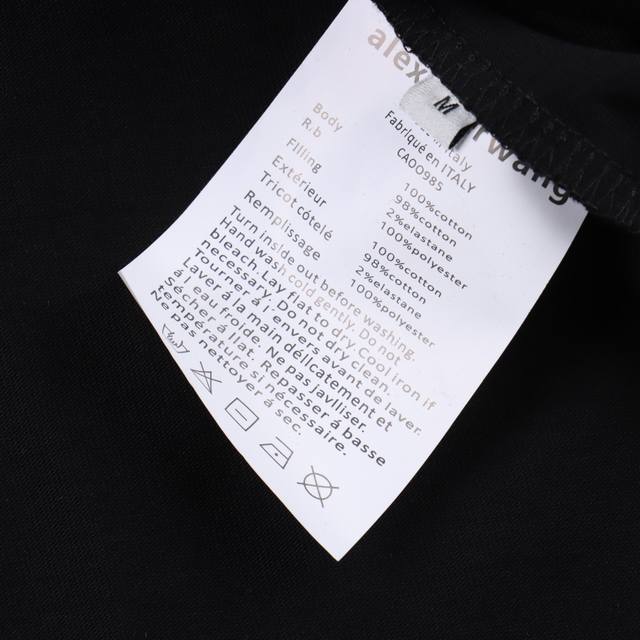 alex rwang
M
Italy
Fabriqué en ITALY
CA00985
Body 100%cotton
R.b 98%cotton
2%elastane
Filling 100%polyester
Extérieur 100%cotton
Tricot côtelé 98%cotton
2%elastane
Remplissage 100%polyester
Turn inside out before washing.
Hand wash cold gently. Do not
bleach. Lay flat to dry. Cool iron if
necessary. Do not dry clean.
Tourner à l'envers avant de laver.
Laver à la main délicatement et
à l'eau froide. Ne pas javilliser.
Sécher à plat. Repasser à basse
température si nécessaire.
Ne pas nettoyer à sec.